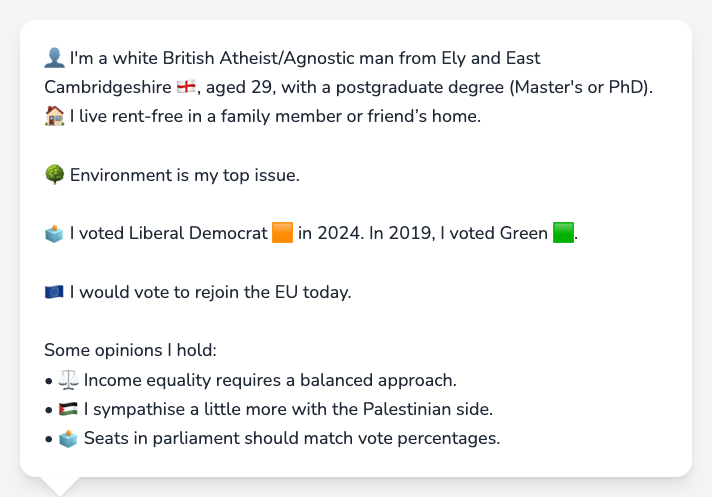 👤 I'm a white British Atheist/Agnostic man from Ely and East
Cambridgeshire 🏴󠁧󠁢󠁥󠁮󠁧󠁿, aged 29, with a postgraduate degree (Master's or PhD).
🏠 I live rent-free in a family member or friend’s home.
🌳 Environment is my top issue.
🗳️ I voted Liberal Democrat 🟧 in 2024. In 2019, I voted Green 🟩.
🇪🇺 I would vote to rejoin the EU today.
Some opinions I hold:
• ⚖️ Income equality requires a balanced approach.
• 🇵🇸 I sympathise a little more with the Palestinian side.
• 🗳️ Seats in parliament should match vote percentages.